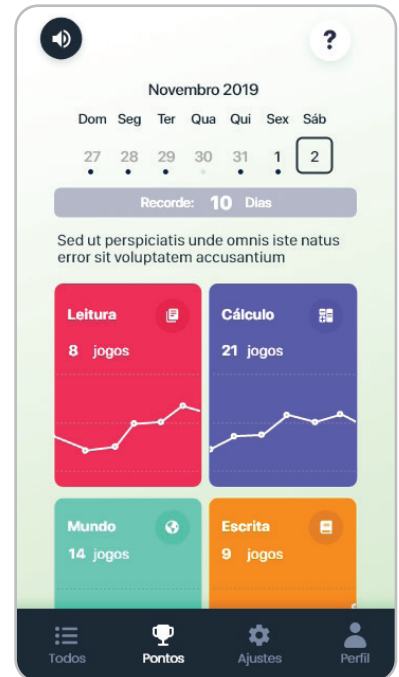 ?
Novembro 2019
Dom Seg Ter Qua Qui Sex Sáb
27 28 29 30 31 1 2
Recorde: 10 Dias
Sed ut perspiciatis unde omnis iste natus
error sit voluptatem accusantium
Leitura
8 jogos
Cálculo
21 jogos
Mundo
14 jogos
Escrita
9 jogos
Todos Pontos Ajustes Perfil